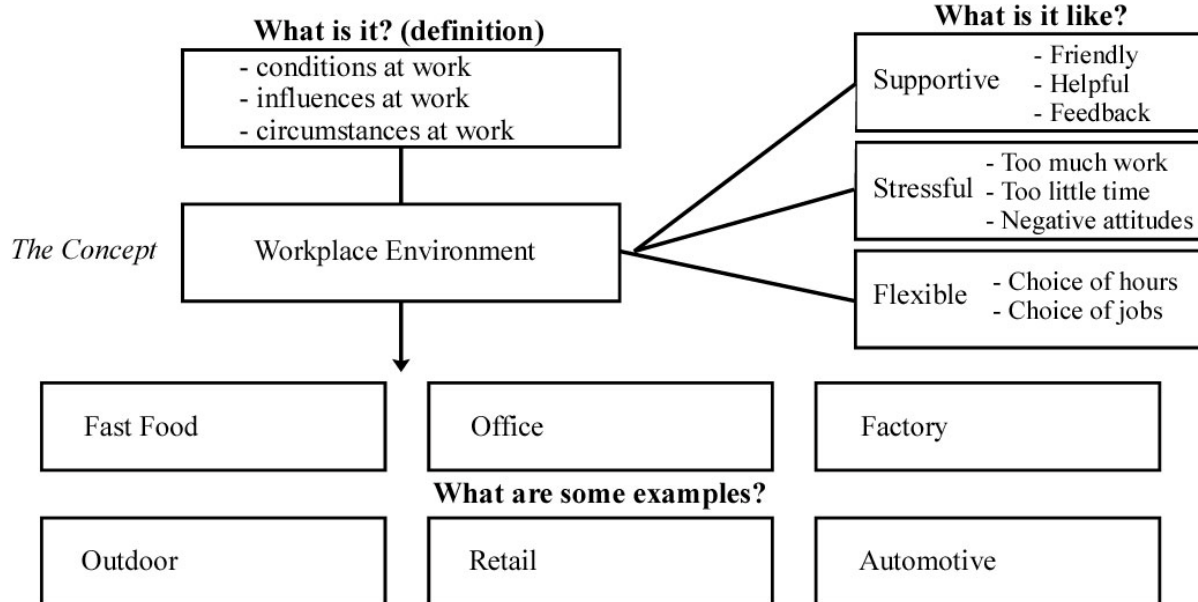 What is it? (definition)
- conditions at work
- influences at work
- circumstances at work
What is it like?
Supportive
- Friendly
- Helpful
- Feedback
Stressful
- Too much work
- Too little time
- Negative attitudes
Flexible
- Choice of hours
- Choice of jobs
The Concept
Workplace Environment
Fast Food
Office
Factory
What are some examples?
Outdoor
Retail
Automotive